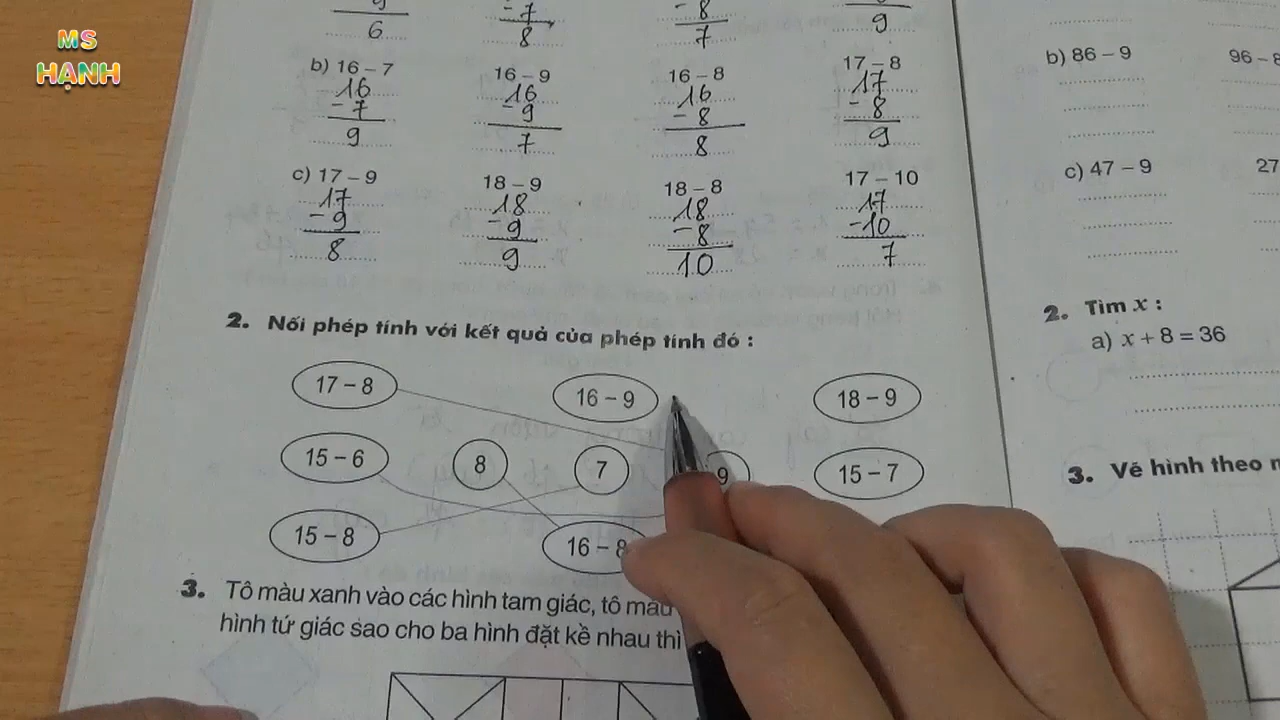 MS
HẠNH
6
-7
8
-8
7
9
b) 16 – 7
16
-7
9
16 – 9
16
-9
7
16 – 8
16
-8
8
17 – 8
17
-8
9
c) 17 – 9
17
-9
8
18 – 9
18
-9
9
18 – 8
18
-8
10
17 – 10
17
-10
7
2. Nối phép tính với kết quả của phép tính đó :
17 – 8
16 – 9
18 – 9
15 – 6
8
7
9
15 – 7
15 – 8
16 – 8
3. Tô màu xanh vào các hình tam giác, tô màu
hình tứ giác sao cho ba hình đặt kề nhau thì
b) 86 – 9
96 – 8
c) 47 – 9
27
2. Tìm x :
a) x + 8 = 36
3. Vẽ hình theo